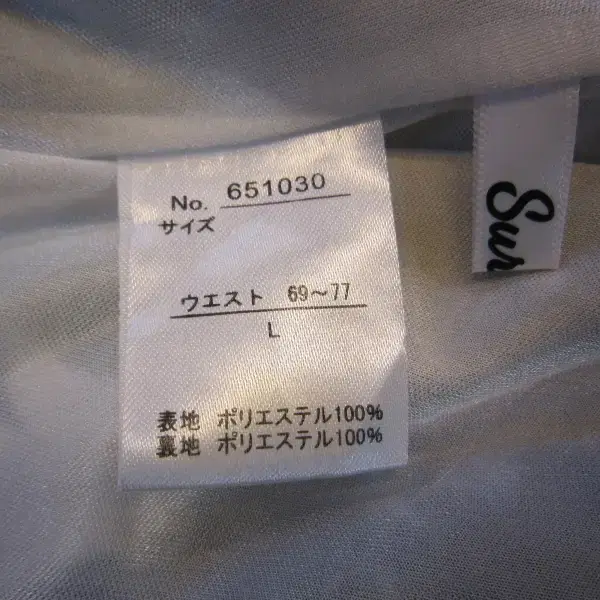 No. 651030
サイズ
ウエスト 69～77
L
表地 ポリエステル100%
裏地 ポリエステル100%